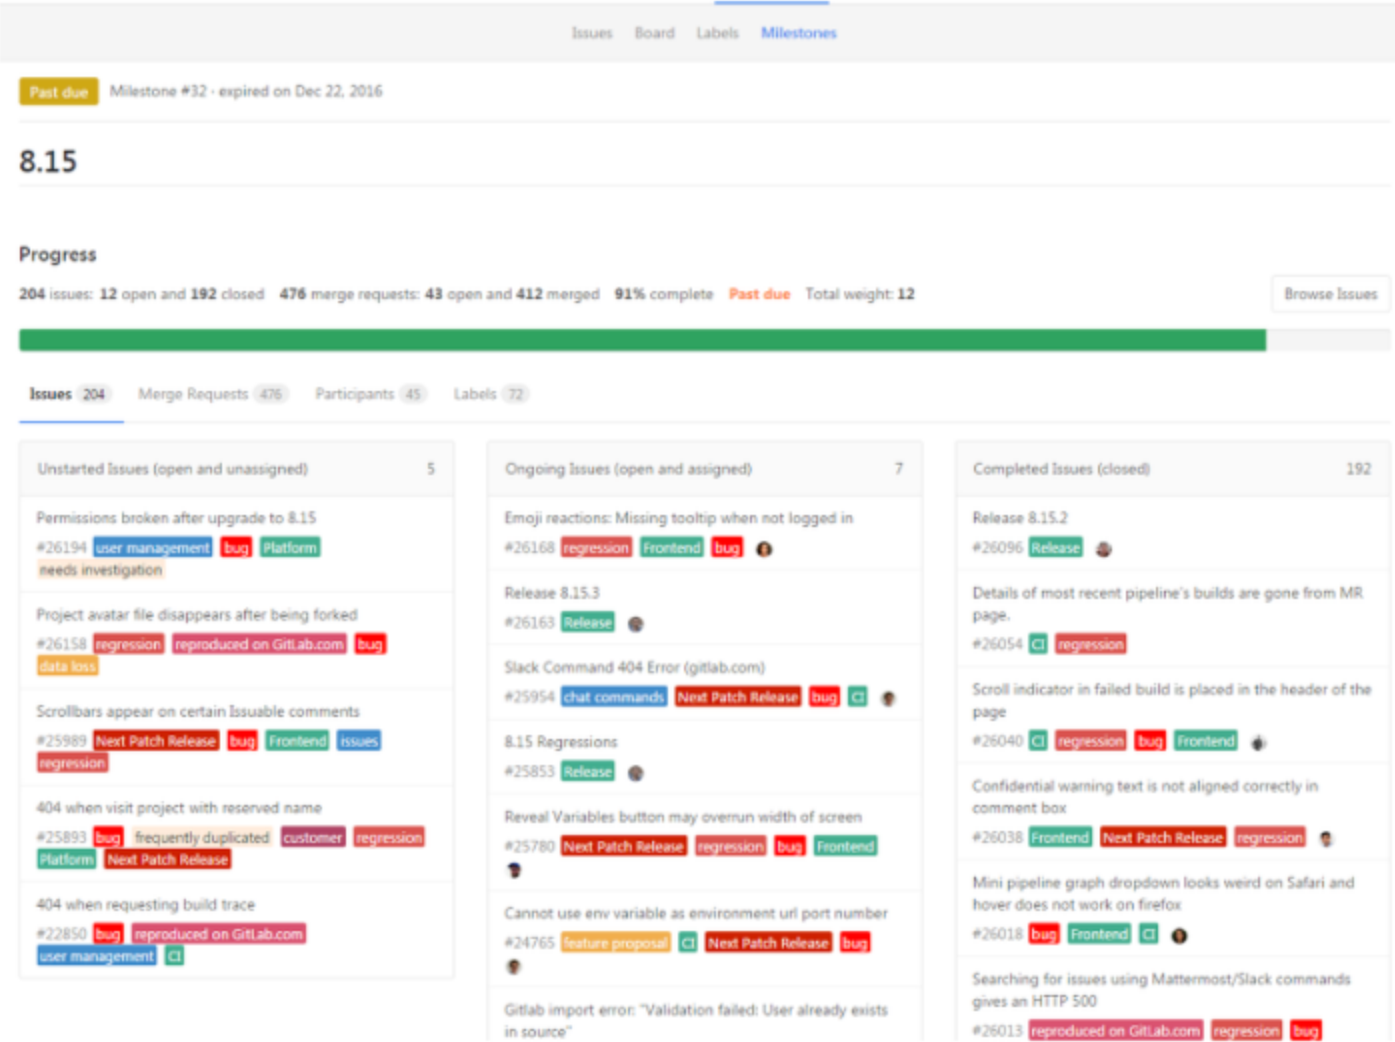 Issues Board Labels Milestones
Past due Milestone #32 · expired on Dec 22, 2016
8.15
Progress
204 issues: 12 open and 192 closed 476 merge requests: 43 open and 412 merged 91% complete Past due Total weight: 12 Browse Issues
Issues 204 Merge Requests 476 Participants 45 Labels 72
Unstarted Issues (open and unassigned) 5
Permissions broken after upgrade to 8.15
#26194 user management bug Platform
needs investigation
Project avatar file disappears after being forked
#26158 regression reproduced on GitLab.com bug
data loss
Scrollbars appear on certain Issuable comments
#25989 Next Patch Release bug Frontend issues
regression
404 when visit project with reserved name
#25893 bug frequently duplicated customer regression
Platform Next Patch Release
404 when requesting build trace
#22850 bug reproduced on GitLab.com
user management CI
Ongoing Issues (open and assigned) 7
Emoji reactions: Missing tooltip when not logged in
#26168 regression Frontend bug
Release 8.15.3
#26163 Release
Slack Command 404 Error (gitlab.com)
#25954 chat commands Next Patch Release bug CI
8.15 Regressions
#25853 Release
Reveal Variables button may overrun width of screen
#25780 Next Patch Release regression bug Frontend
Cannot use env variable as environment url port number
#24765 feature proposal CI Next Patch Release bug
Gitlab import error: "Validation failed: User already exists
in source"
Completed Issues (closed) 192
Release 8.15.2
#26096 Release
Details of most recent pipeline's builds are gone from MR
page.
#26054 CI regression
Scroll indicator in failed build is placed in the header of the
page
#26040 CI regression bug Frontend
Confidential warning text is not aligned correctly in
comment box
#26038 Frontend Next Patch Release regression
Mini pipeline graph dropdown looks weird on Safari and
hover does not work on firefox
#26018 bug Frontend CI
Searching for issues using Mattermost/Slack commands
gives an HTTP 500
#26013 reproduced on GitLab.com regression bug